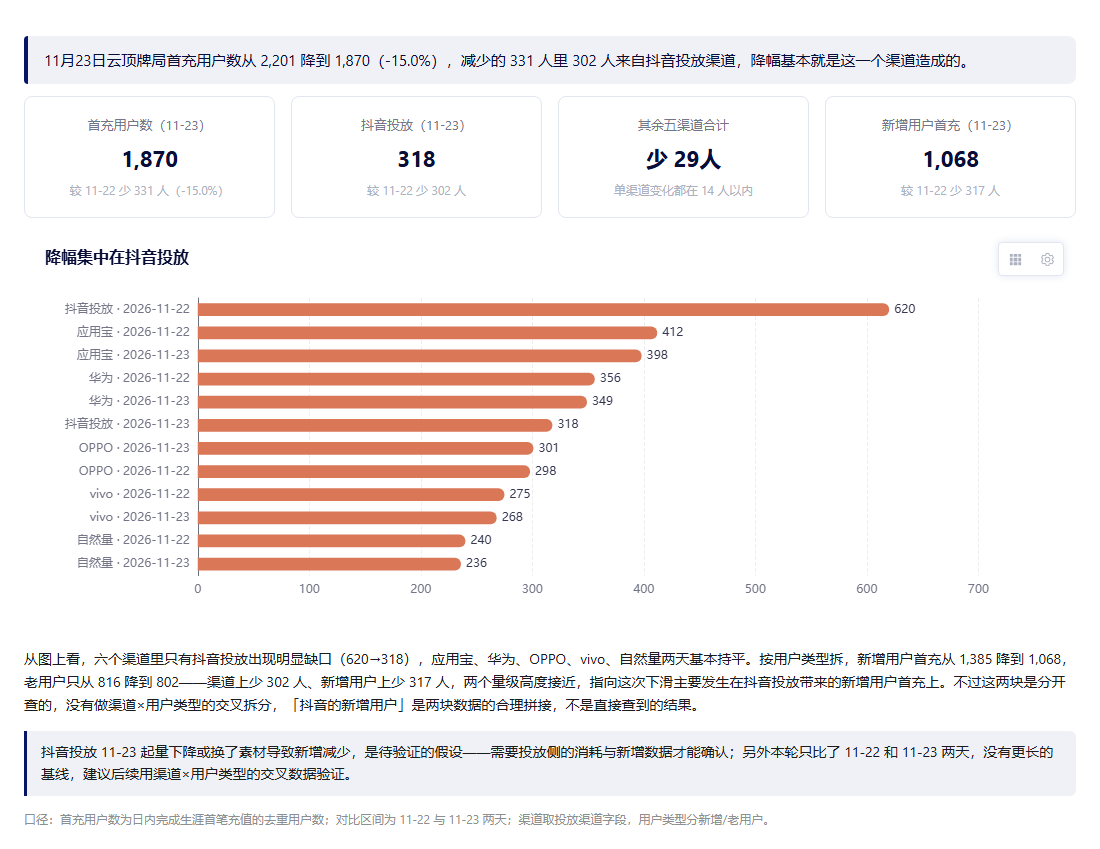 11月23日云顶牌局首充用户数从 2,201 降到 1,870（-15.0%），减少的 331 人里 302 人来自抖音投放渠道，降幅基本就是这一个渠道造成的。
首充用户数（11-23）
1,870
较 11-22 少 331 人（-15.0%）
抖音投放（11-23）
318
较 11-22 少 302 人
其余五渠道合计
少 29人
单渠道变化都在 14 人以内
新增用户首充（11-23）
1,068
较 11-22 少 317 人
降幅集中在抖音投放
抖音投放 · 2026-11-22 620
应用宝 · 2026-11-22 412
应用宝 · 2026-11-23 398
华为 · 2026-11-22 356
华为 · 2026-11-23 349
抖音投放 · 2026-11-23 318
OPPO · 2026-11-23 301
OPPO · 2026-11-22 298
vivo · 2026-11-22 275
vivo · 2026-11-23 268
自然量 · 2026-11-22 240
自然量 · 2026-11-23 236
0 100 200 300 400 500 600 700
从图上看，六个渠道里只有抖音投放出现明显缺口（620→318），应用宝、华为、OPPO、vivo、自然量两天基本持平。按用户类型拆，新增用户首充从 1,385 降到 1,068，
老用户只从 816 降到 802——渠道上少 302 人、新增用户上少 317 人，两个量级高度接近，指向这次下滑主要发生在抖音投放带来的新增用户首充上。不过这两块是分开
查的，没有做渠道×用户类型的交叉拆分，「抖音的新增用户」是两块数据的合理拼接，不是直接查到的结果。
抖音投放 11-23 起量下降或换了素材导致新增减少，是待验证的假设——需要投放侧的消耗与新增数据才能确认；另外本轮只比了 11-22 和 11-23 两天，没有更长的
基线，建议后续用渠道×用户类型的交叉数据验证。
口径：首充用户数为日内完成生涯首笔充值的去重用户数；对比区间为 11-22 与 11-23 两天；渠道取投放渠道字段，用户类型分新增/老用户。